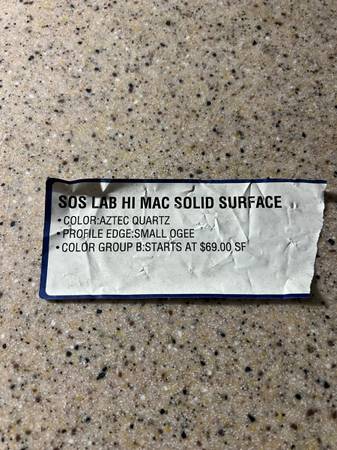 SOS LAB HI MAC SOLID SURFACE
• COLOR:AZTEC QUARTZ
• PROFILE EDGE:SMALL OGEE
• COLOR GROUP B:STARTS AT $69.00 SF